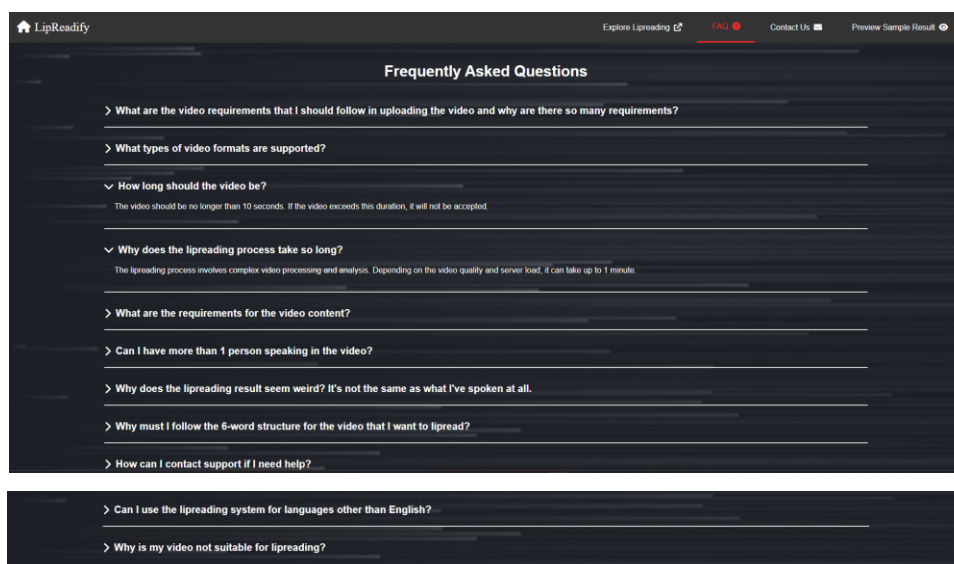 LipReadify
Explore Lipreading
FAQ
Contact Us
Preview Sample Result
Frequently Asked Questions
What are the video requirements that I should follow in uploading the video and why are there so many requirements?
What types of video formats are supported?
How long should the video be?
The video should be no longer than 10 seconds. If the video exceeds this duration, it will not be accepted.
Why does the lipreading process take so long?
The lipreading process involves complex video processing and analysis. Depending on the video quality and server load, it can take up to 1 minute.
What are the requirements for the video content?
Can I have more than 1 person speaking in the video?
Why does the lipreading result seem weird? It's not the same as what I've spoken at all.
Why must I follow the 6-word structure for the video that I want to lipread?
How can I contact support if I need help?
Can I use the lipreading system for languages other than English?
Why is my video not suitable for lipreading?